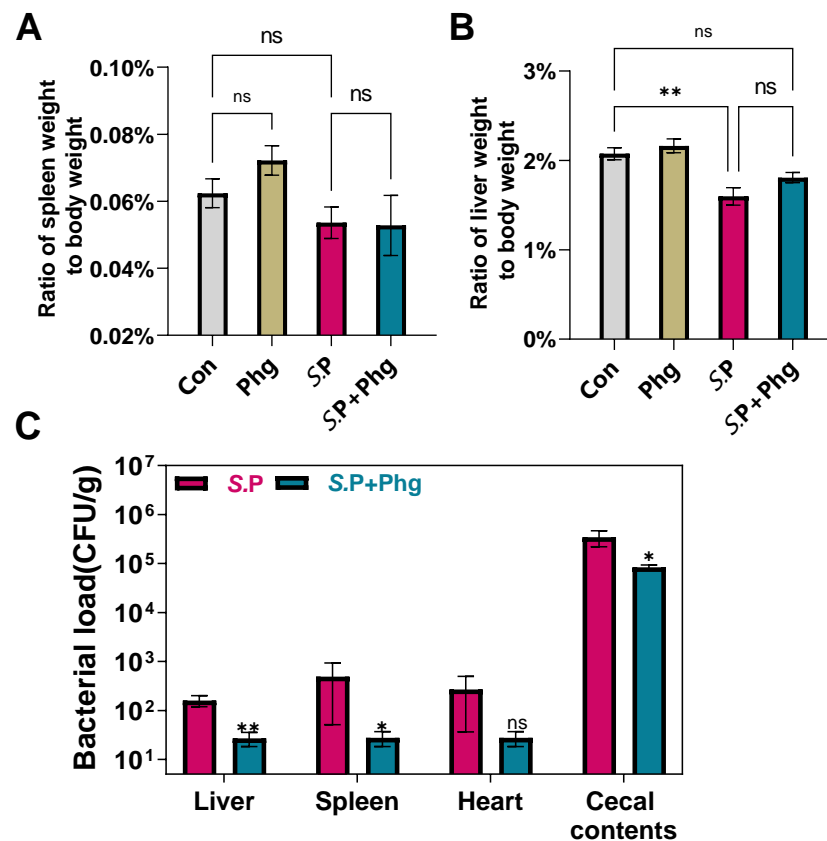 A
ns
ns
ns
Ratio of spleen weight
to body weight
0.10%
0.08%
0.06%
0.04%
0.02%
Con
Phg
S.P
S.P+Phg
B
ns
**
ns
Ratio of liver weight
to body weight
3%
2%
1%
0%
Con
Phg
S.P
S.P+Phg
C
S.P
S.P+Phg
Bacterial load(CFU/g)
10⁷
10⁶
10⁵
10⁴
10³
10²
10¹
**
*
ns
*
Liver
Spleen
Heart
Cecal
contents